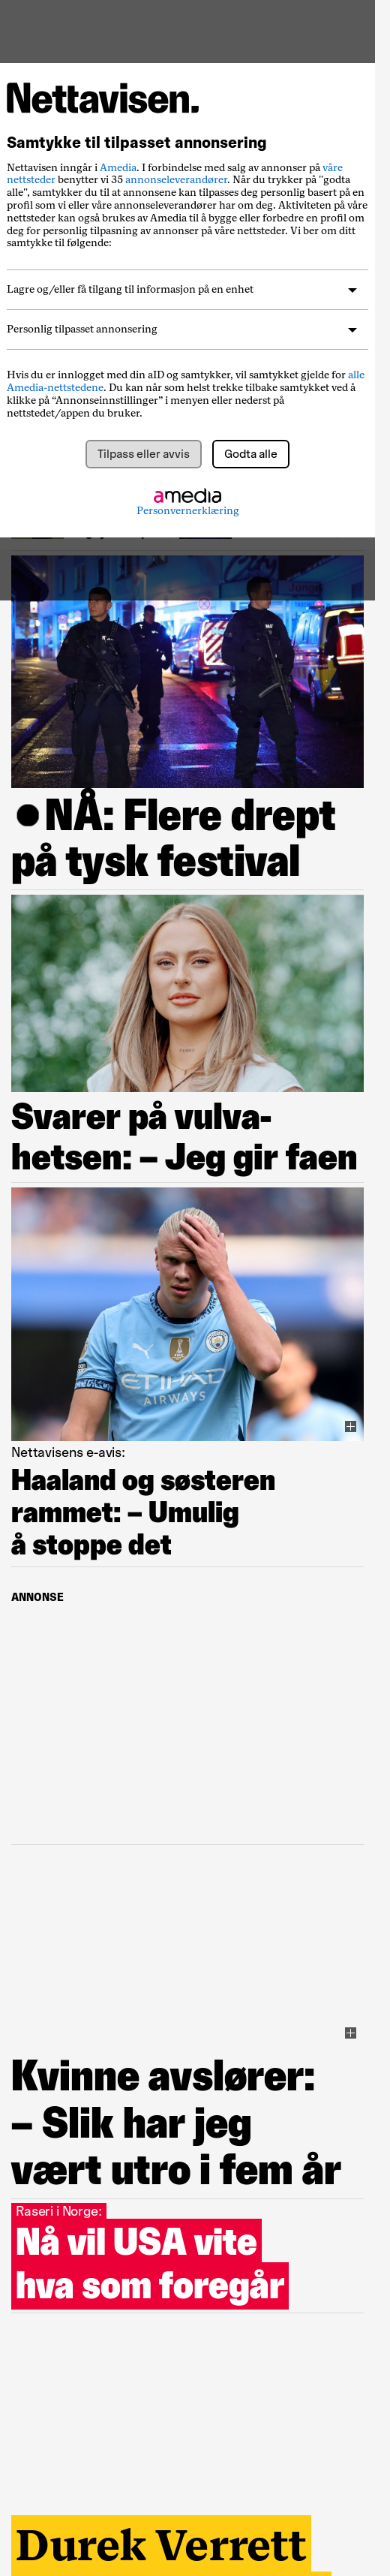 Nettavisen.
Samtykke til tilpasset annonsering
Nettavisen inngår i Amedia. I forbindelse med salg av annonser på våre
nettsteder benytter vi 35 annonseleverandører. Når du trykker på "godta
alle", samtykker du til at annonsene kan tilpasses deg personlig basert på en
profil som vi eller våre annonseleverandører har om deg. Aktiviteten på våre
nettsteder kan også brukes av Amedia til å bygge eller forbedre en profil om
deg for personlig tilpasning av annonser på våre nettsteder. Vi ber om ditt
samtykke til følgende:
Lagre og/eller få tilgang til informasjon på en enhet
Personlig tilpasset annonsering
Hvis du er innlogget med din aID og samtykker, vil samtykket gjelde for alle
Amedia-nettstedene. Du kan når som helst trekke tilbake samtykket ved å
klikke på “Annonseinnstillinger” i menyen eller nederst på
nettstedet/appen du bruker.
Tilpass eller avvis
Godta alle
amedia
Personvernerklæring
NÅ: Flere drept
på tysk festival
Svarer på vulva-
hetsen: – Jeg gir faen
ETIHAD
AIRWAYS
Nettavisens e-avis:
Haaland og søsteren
rammet: – Umulig
å stoppe det
ANNONSE
Kvinne avslører:
– Slik har jeg
vært utro i fem år
Raseri i Norge:
Nå vil USA vite
hva som foregår
Durek Verrett